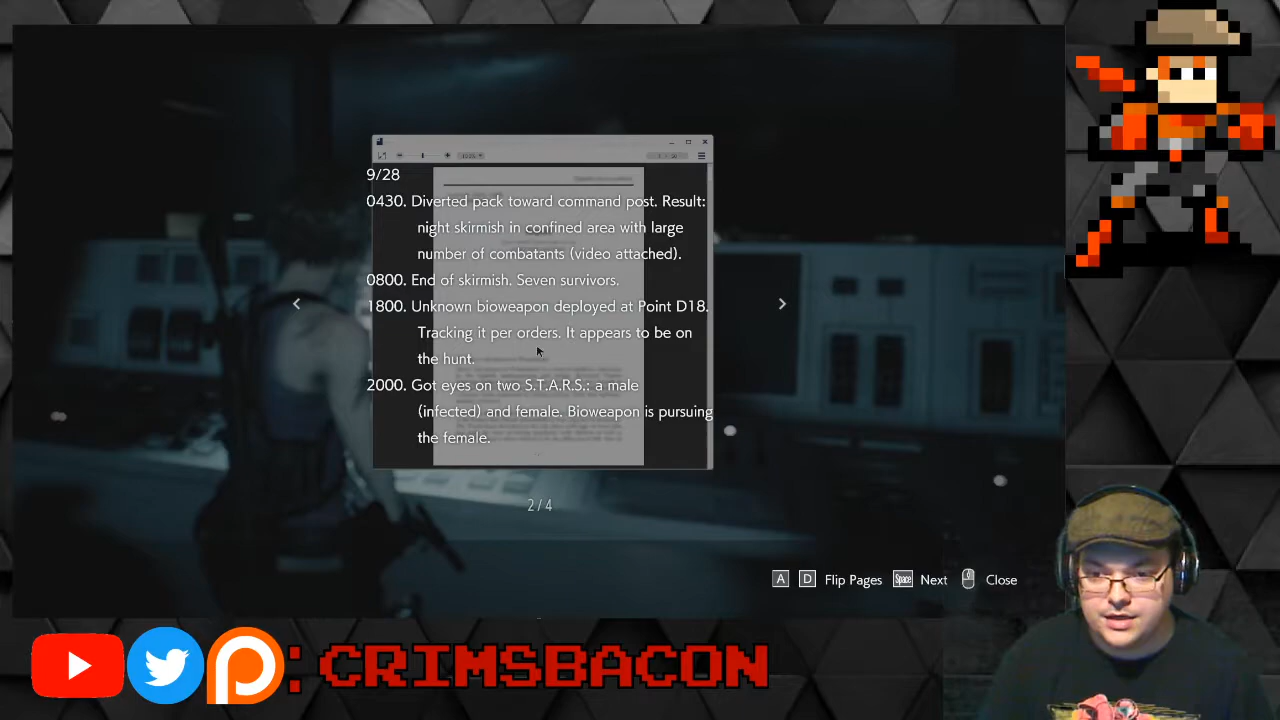 9/28
0430. Diverted pack toward command post. Result:
night skirmish in confined area with large
number of combatants (video attached).
0800. End of skirmish. Seven survivors.
1800. Unknown bioweapon deployed at Point D18.
Tracking it per orders. It appears to be on
the hunt.
2000. Got eyes on two S.T.A.R.S.: a male
(infected) and female. Bioweapon is pursuing
the female.
2 / 4
A D Flip Pages Space Next Close
:CRIMSBACON